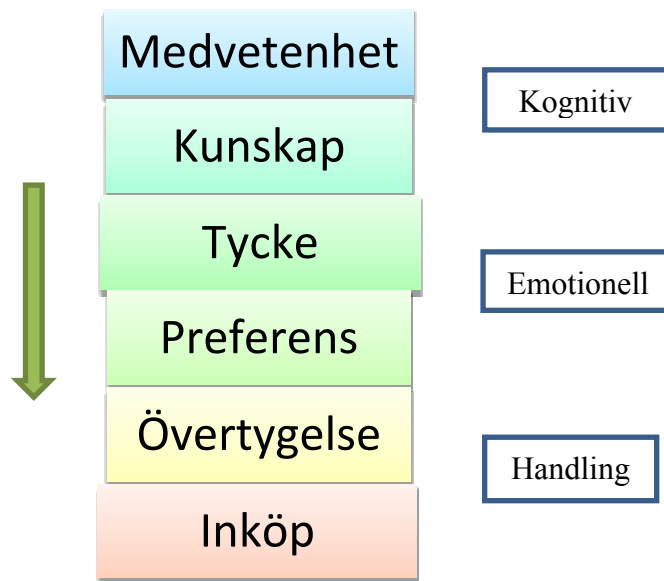 Medvetenhet
Kognitiv
Kunskap
Tycke
Emotionell
Preferens
Övertygelse
Handling
Inköp